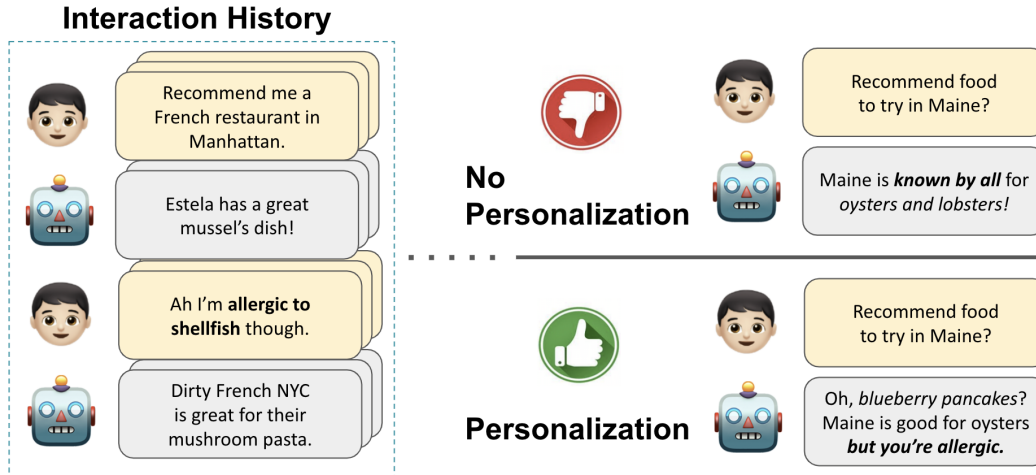 Interaction History
Recommend me a
French restaurant in
Manhattan.
Estela has a great
mussel's dish!
Ah I'm allergic to
shellfish though.
Dirty French NYC
is great for their
mushroom pasta.
No
Personalization
Recommend food
to try in Maine?
Maine is known by all for
oysters and lobsters!
Personalization
Recommend food
to try in Maine?
Oh, blueberry pancakes?
Maine is good for oysters
but you're allergic.